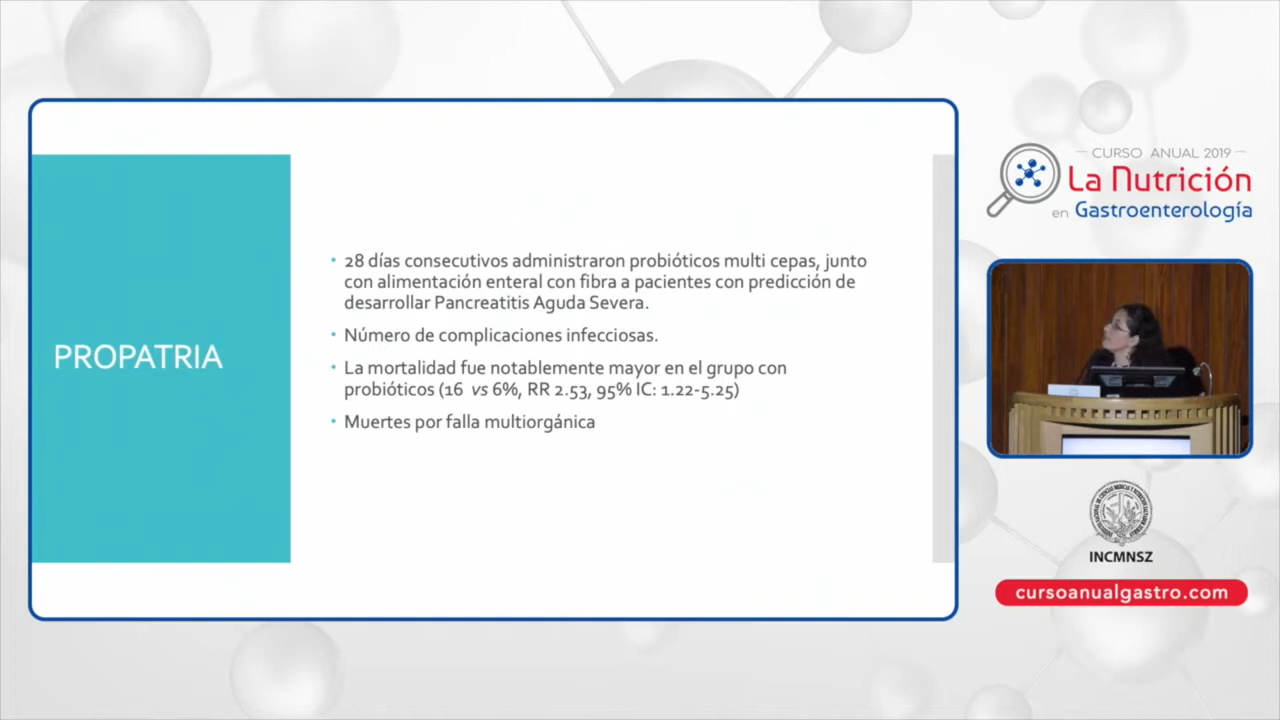 PROPATRIA
• 28 días consecutivos administraron probióticos multi cepas, junto
con alimentación enteral con fibra a pacientes con predicción de
desarrollar Pancreatitis Aguda Severa.
• Número de complicaciones infecciosas.
• La mortalidad fue notablemente mayor en el grupo con
probióticos (16 vs 6%, RR 2.53, 95% IC: 1.22-5.25)
• Muertes por falla multiorgánica
CURSO ANUAL 2019
La Nutrición
en Gastroenterología
INCMNSZ
cursoanualgastro.com